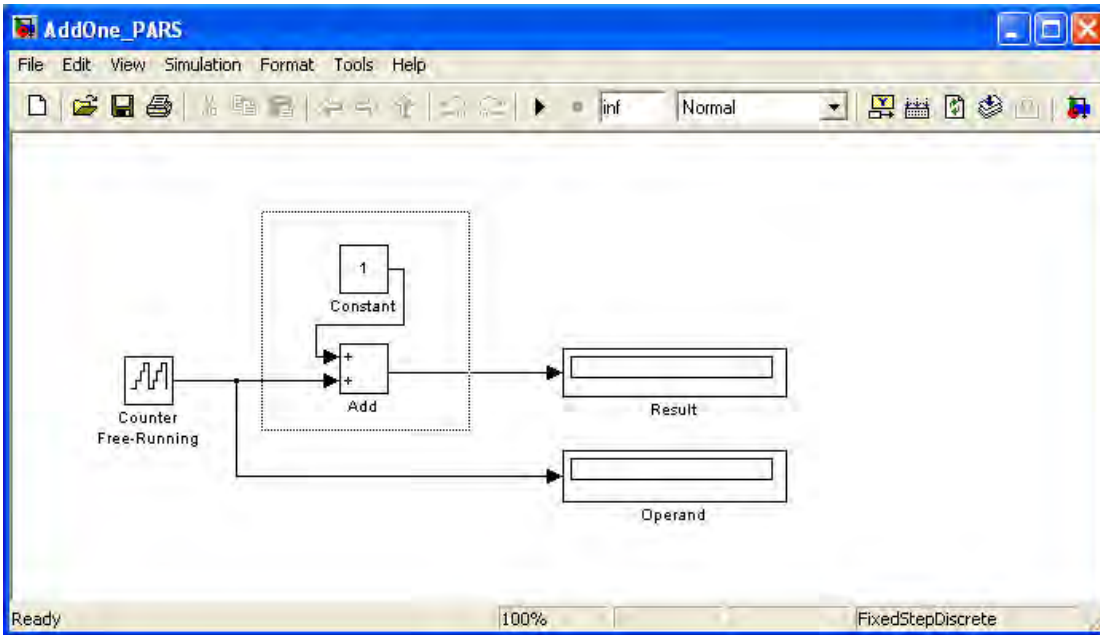 AddOne_PARS
File Edit View Simulation Format Tools Help
inf Normal
1
Constant
+
+
Add
Counter
Free-Running
Result
Operand
Ready 100% FixedStepDiscrete